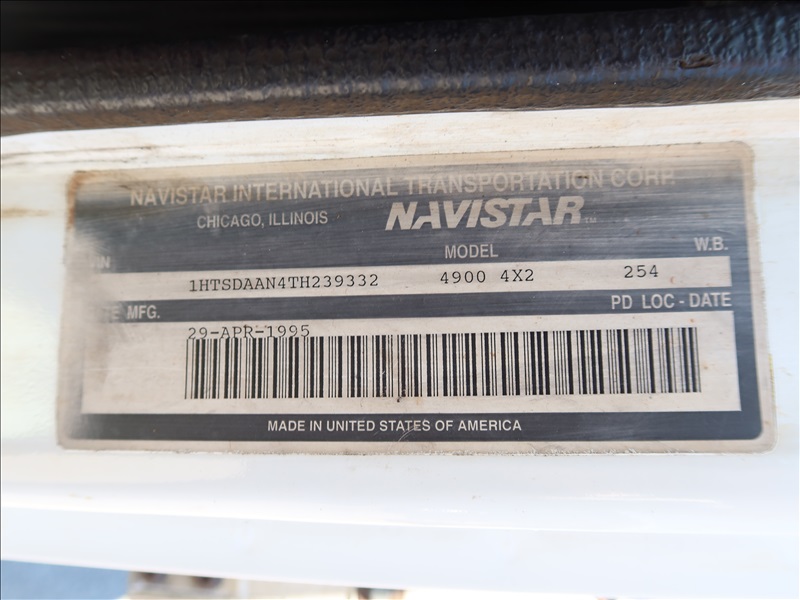 NAVISTAR INTERNATIONAL TRANSPORTATION CORP.
CHICAGO, ILLINOIS NAVISTAR
MODEL W.B.
1HTSDAAN4TH239332 4900 4X2 254
MFG. PD LOC - DATE
29-APR-1995
MADE IN UNITED STATES OF AMERICA